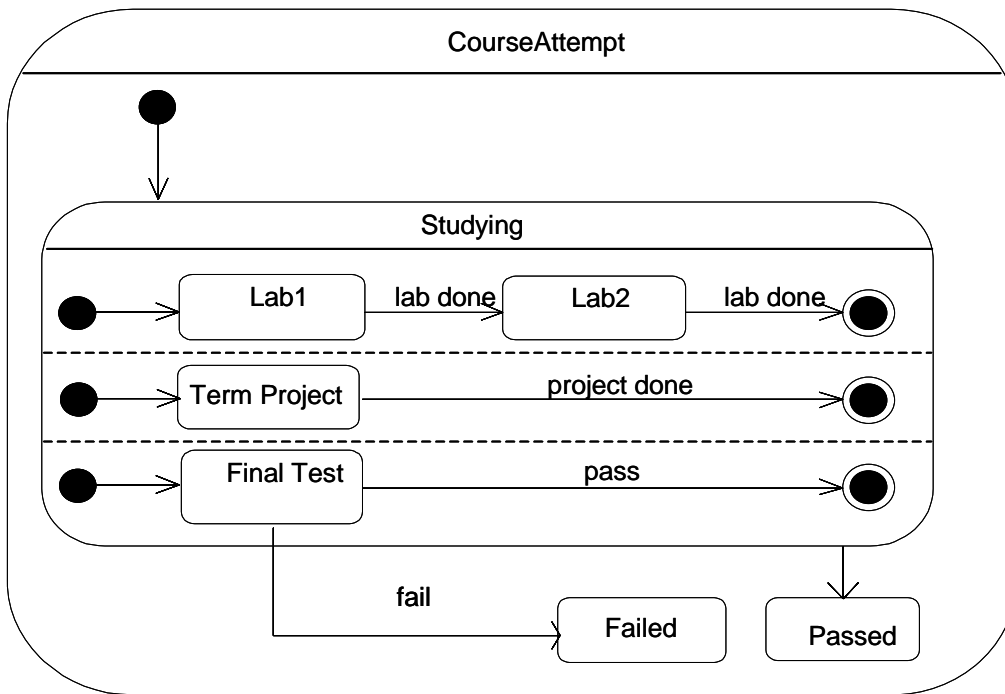 CourseAttempt
Studying
Lab1
lab done
Lab2
lab done
Term Project
project done
Final Test
pass
fail
Failed
Passed